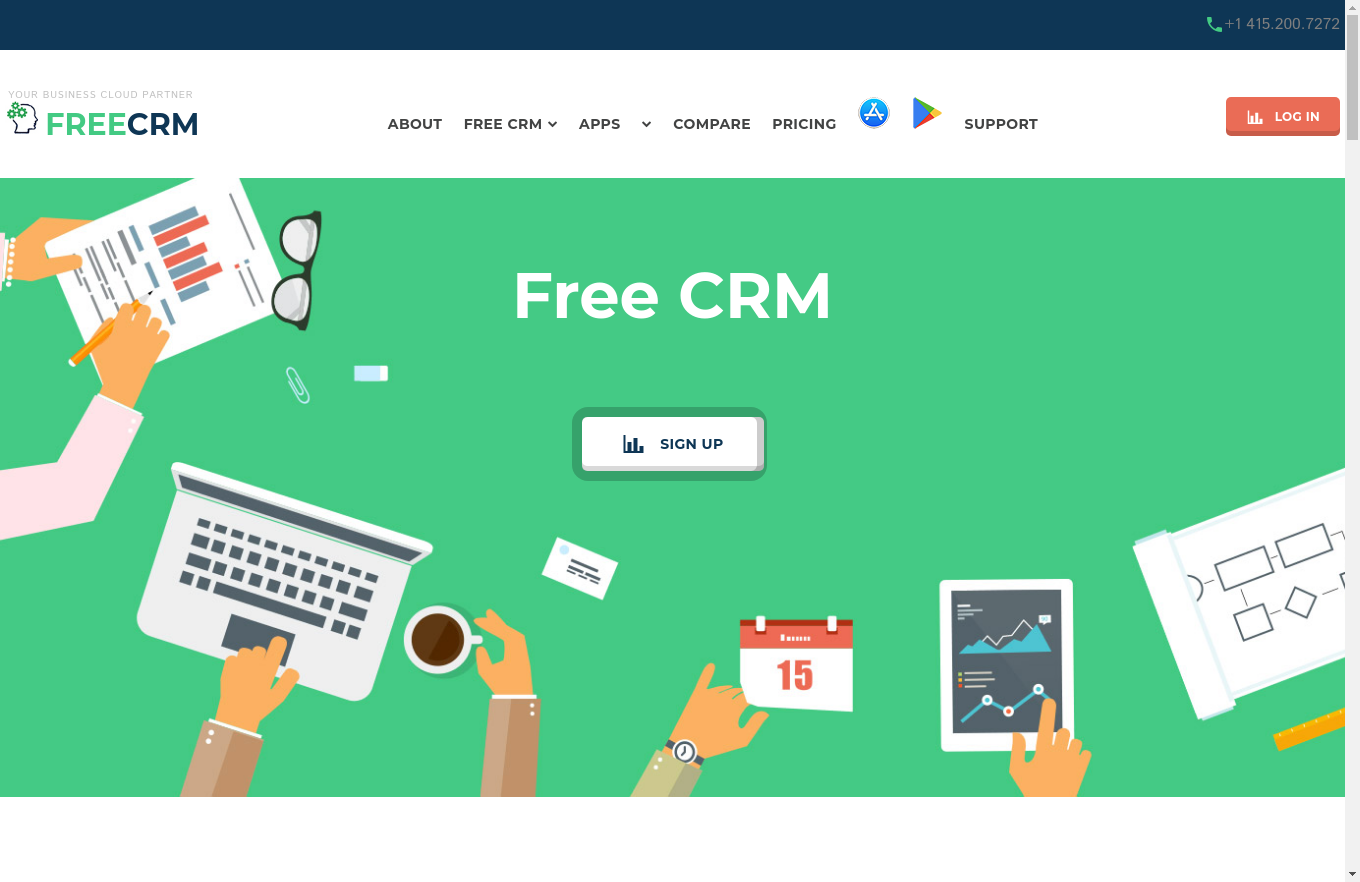 +1 415.200.7272
YOUR BUSINESS CLOUD PARTNER
FREECRM
ABOUT FREE CRM APPS COMPARE PRICING SUPPORT
LOG IN
Free CRM
SIGN UP
15